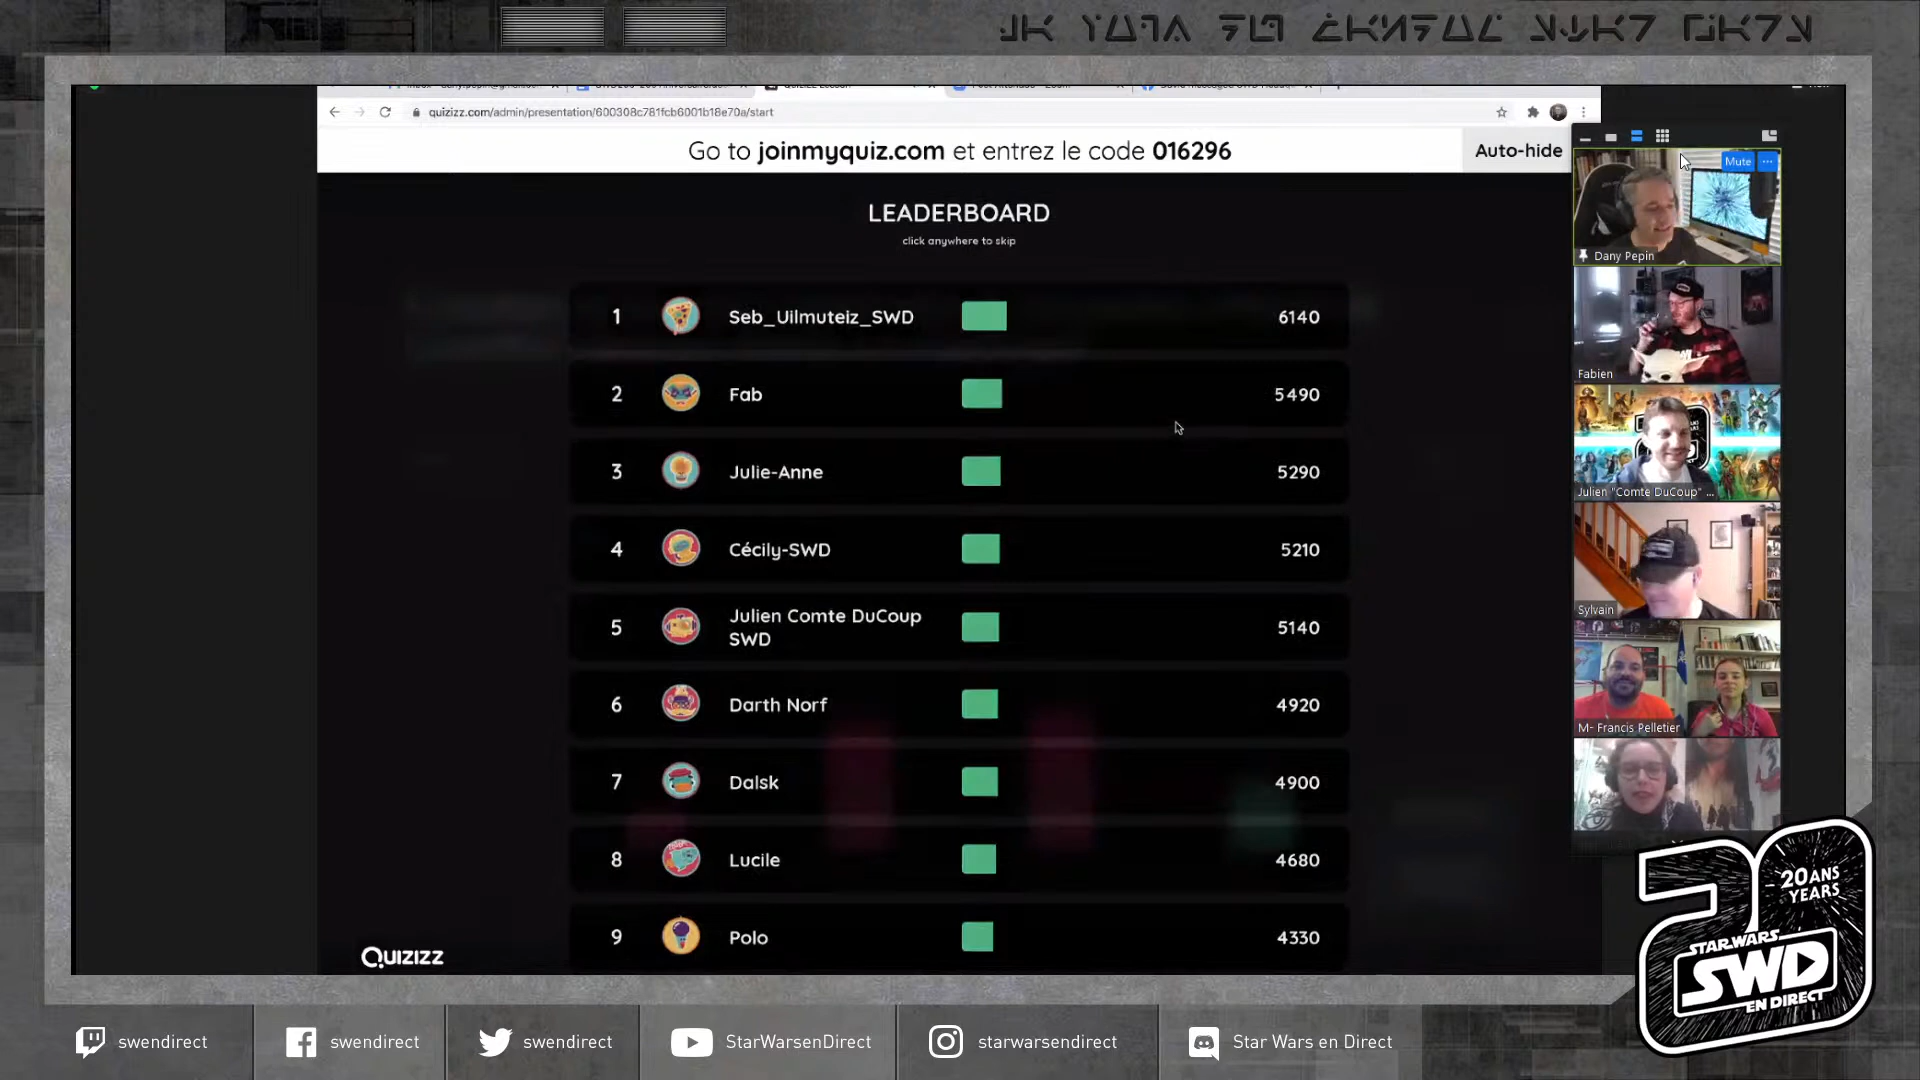 quizizz.com/admin/presentation/600308c781fcb6001b18e70a/start
Go to joinmyquiz.com et entrez le code 016296
Auto-hide
LEADERBOARD
click anywhere to skip
1 Seb_Uilmuteiz_SWD 6140
2 Fab 5490
3 Julie-Anne 5290
4 Cécily-SWD 5210
5 Julien Comte DuCoup SWD 5140
6 Darth Norf 4920
7 Dalsk 4900
8 Lucile 4680
9 Polo 4330
Quizizz
Mute
Dany Pepin
Fabien
Julien "Comte DuCoup" ...
Sylvain
M- Francis Pelletier
20 ANS
YEARS
STAR WARS
SWD
EN DIRECT
swendirect
swendirect
swendirect
StarWarsenDirect
starwarsendirect
Star Wars en Direct